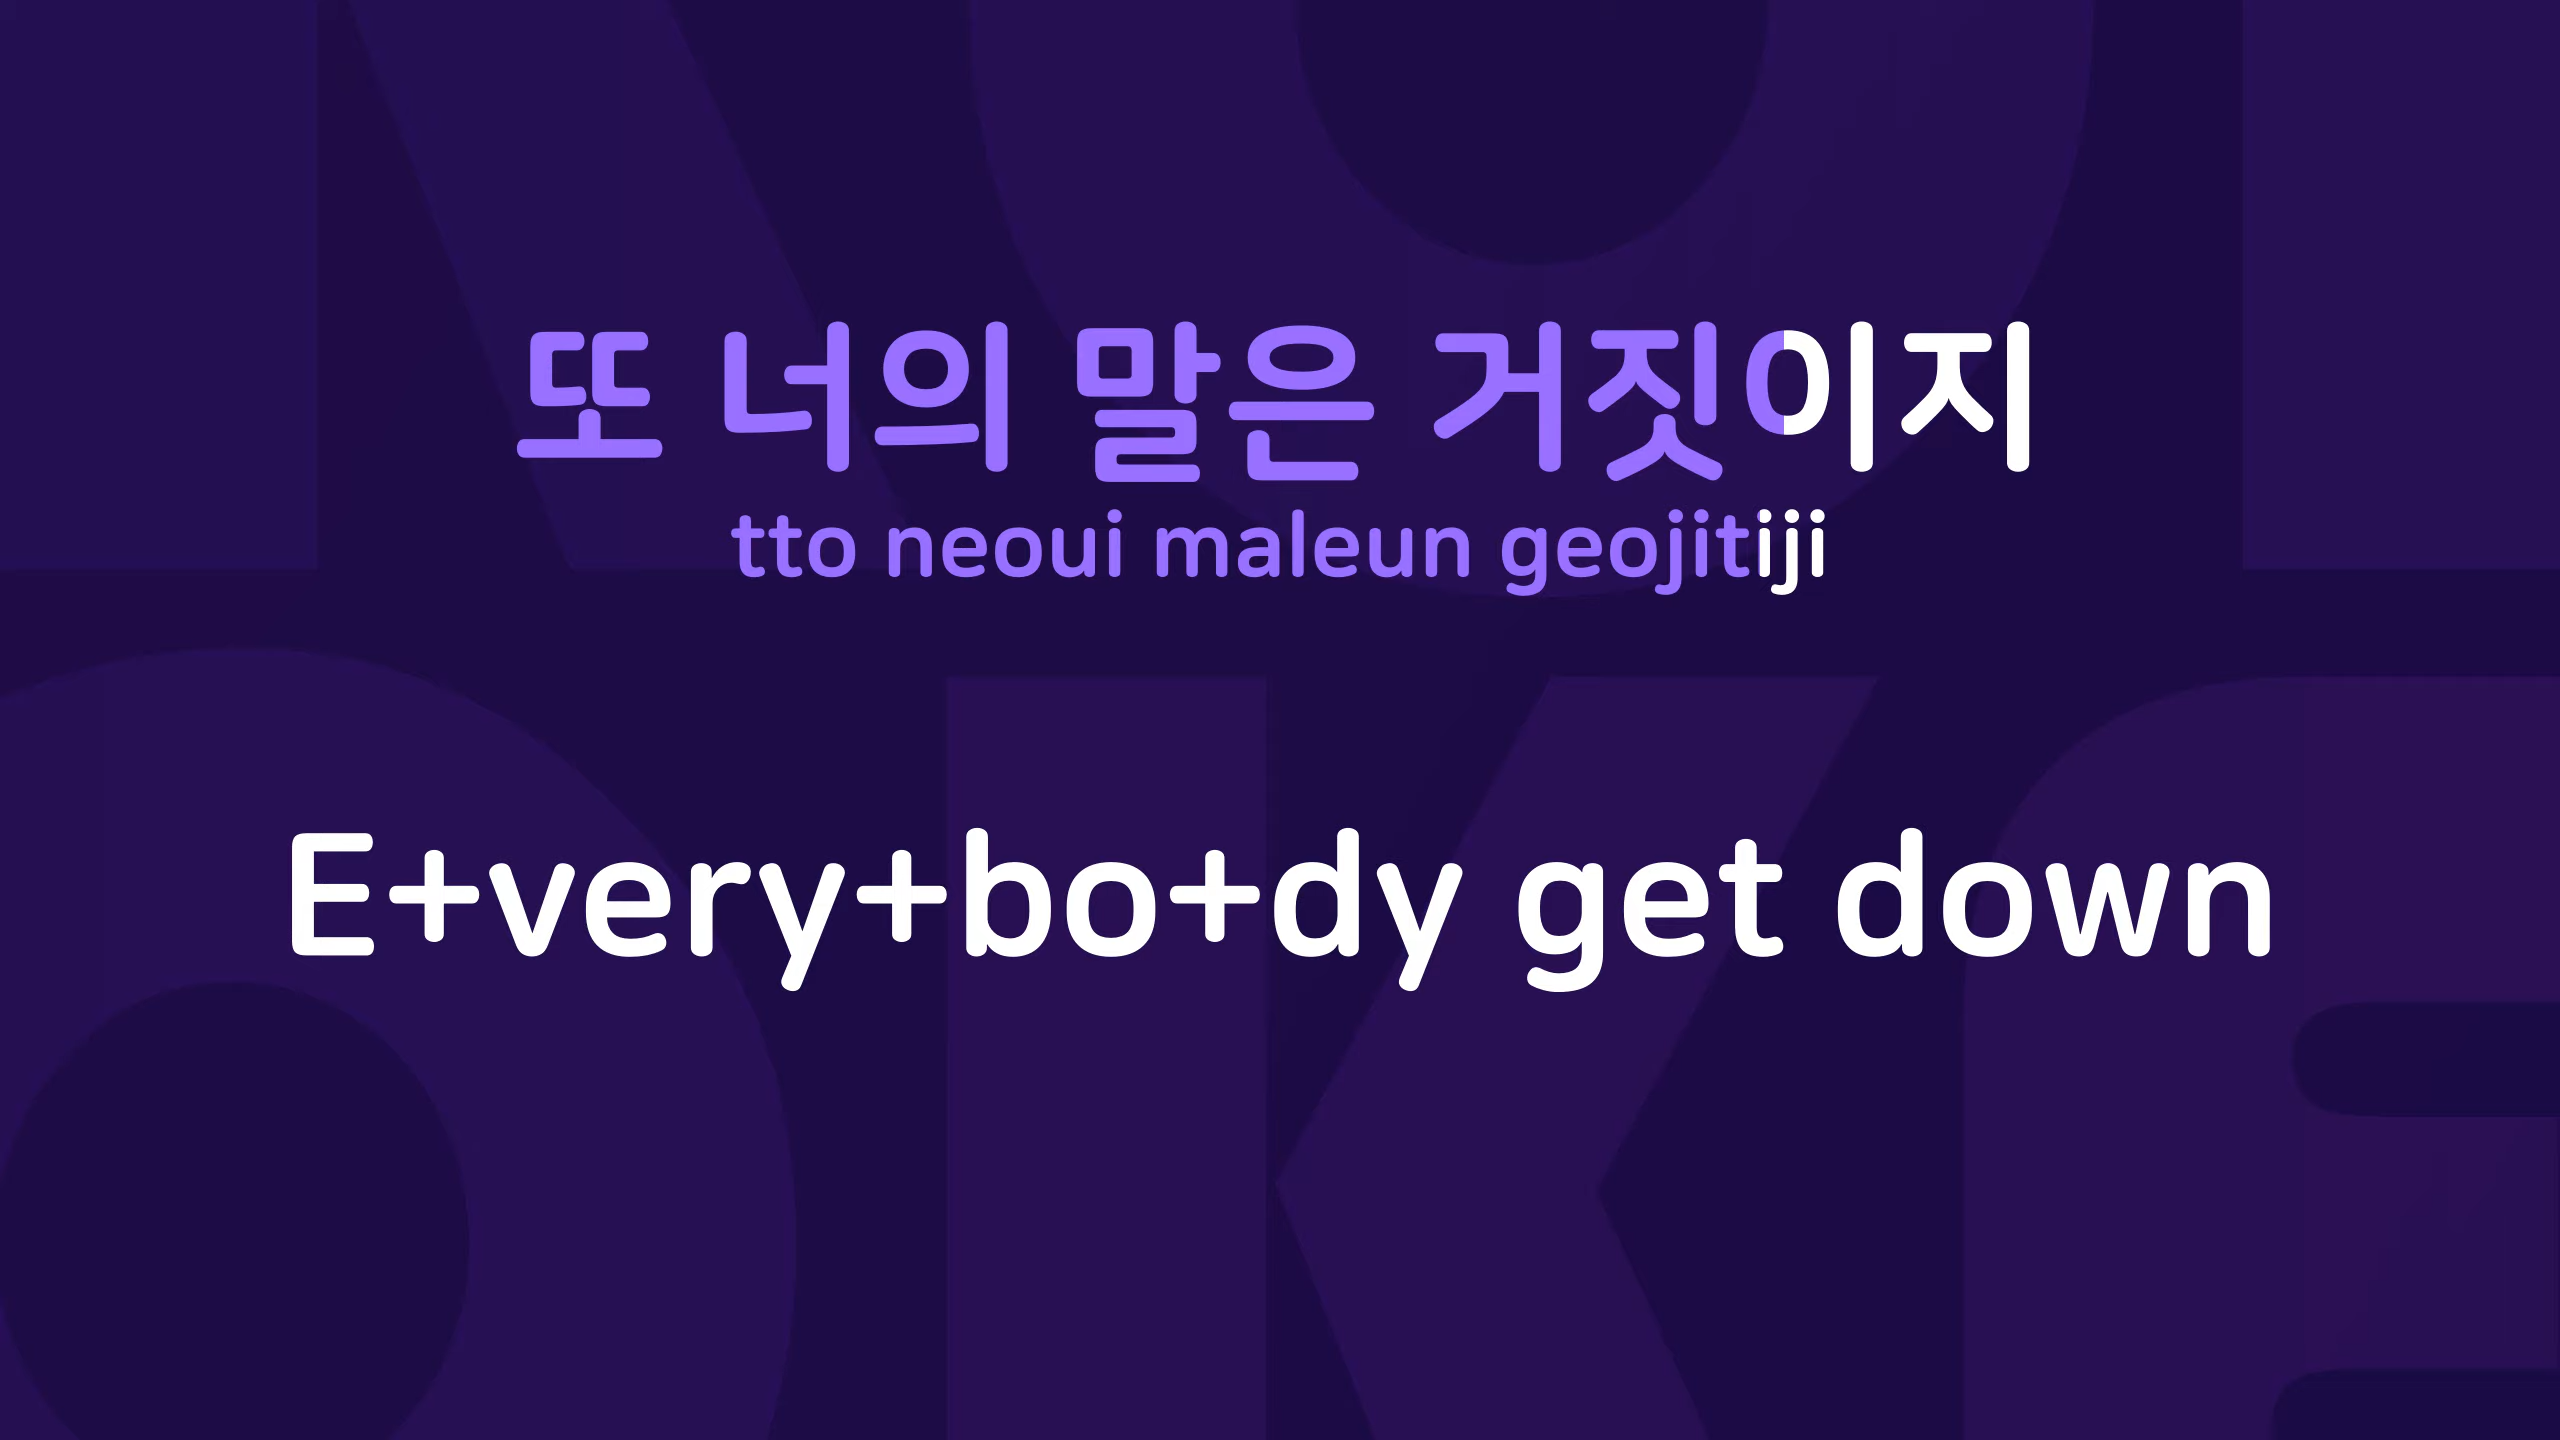 또 너의 말은 거짓이지
tto neoui maleun geojitiji
E+very+bo+dy get down